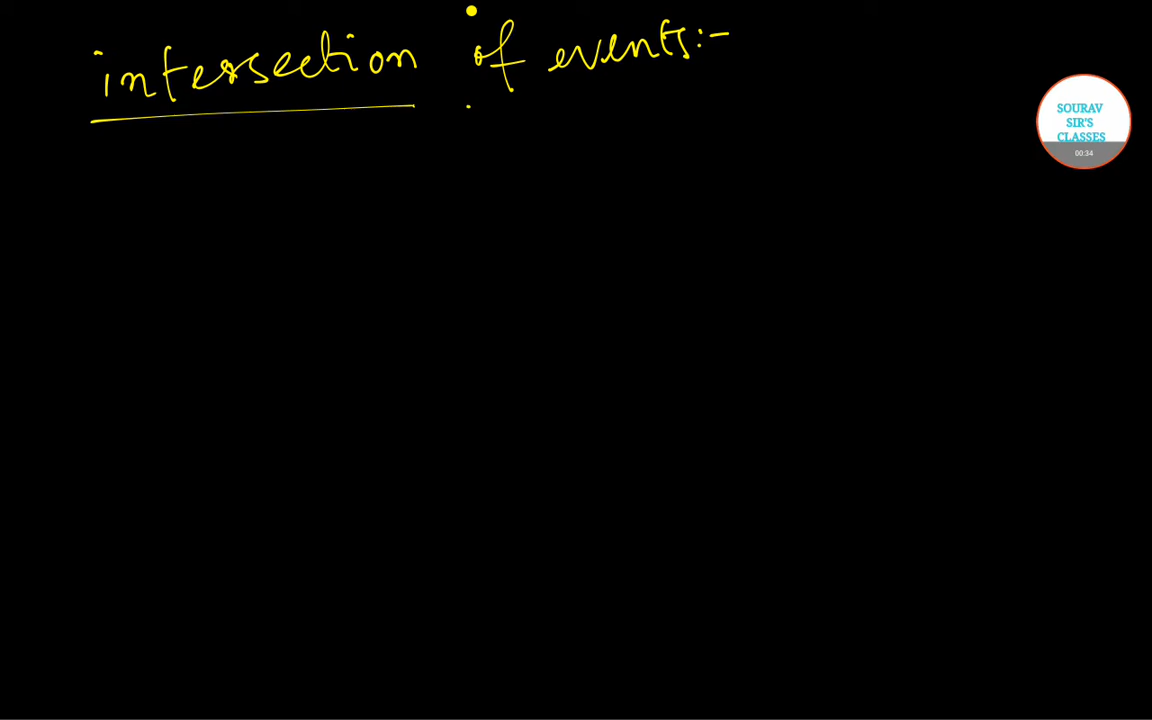 intersection of events:-
SOURAV
SIR'S
CLASSES
00:34